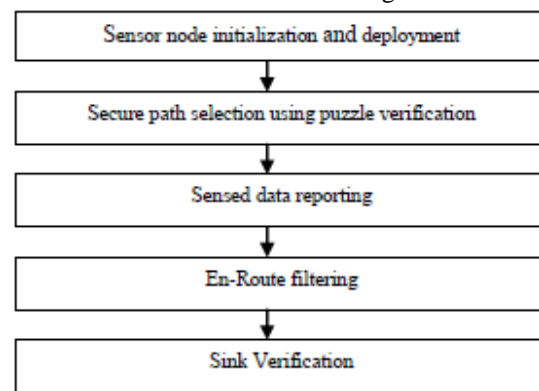 Sensor node initialization and deployment
Secure path selection using puzzle verification
Sensed data reporting
En-Route filtering
Sink Verification